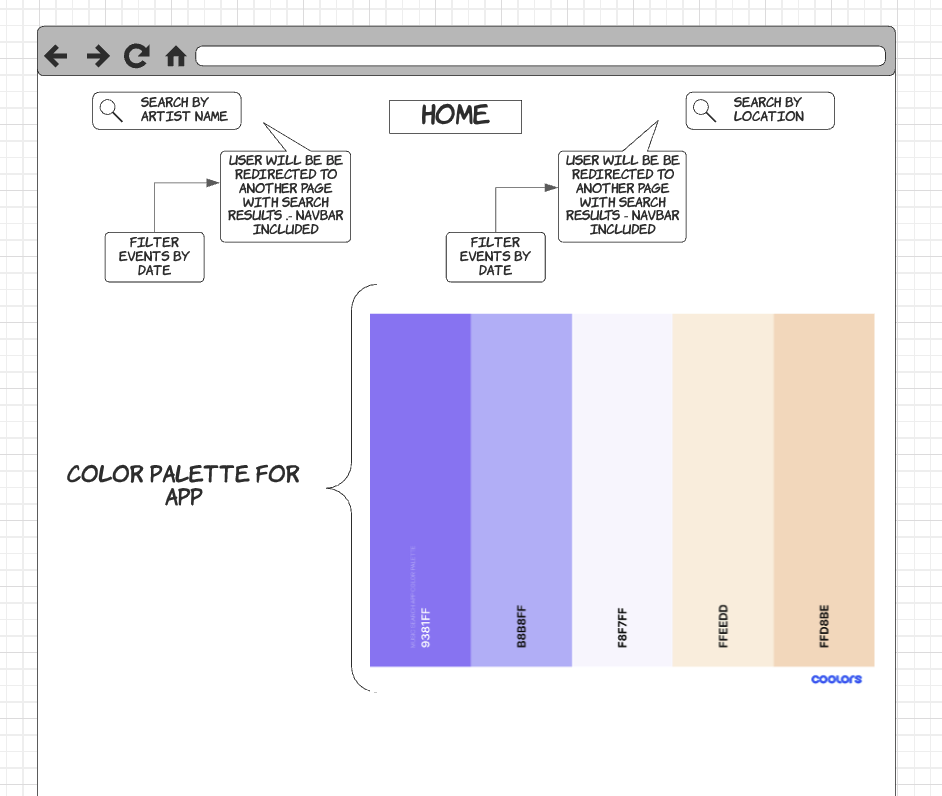 SEARCH BY
ARTIST NAME
HOME
SEARCH BY
LOCATION
USER WILL BE BE
REDIRECTED TO
ANOTHER PAGE
WITH SEARCH
RESULTS .- NAVBAR
INCLUDED
FILTER
EVENTS BY
DATE
USER WILL BE BE
REDIRECTED TO
ANOTHER PAGE
WITH SEARCH
RESULTS - NAVBAR
INCLUDED
FILTER
EVENTS BY
DATE
COLOR PALETTE FOR
APP
9381FF
B8B8FF
F8F7FF
FFEEDD
FFD8BE
coolors